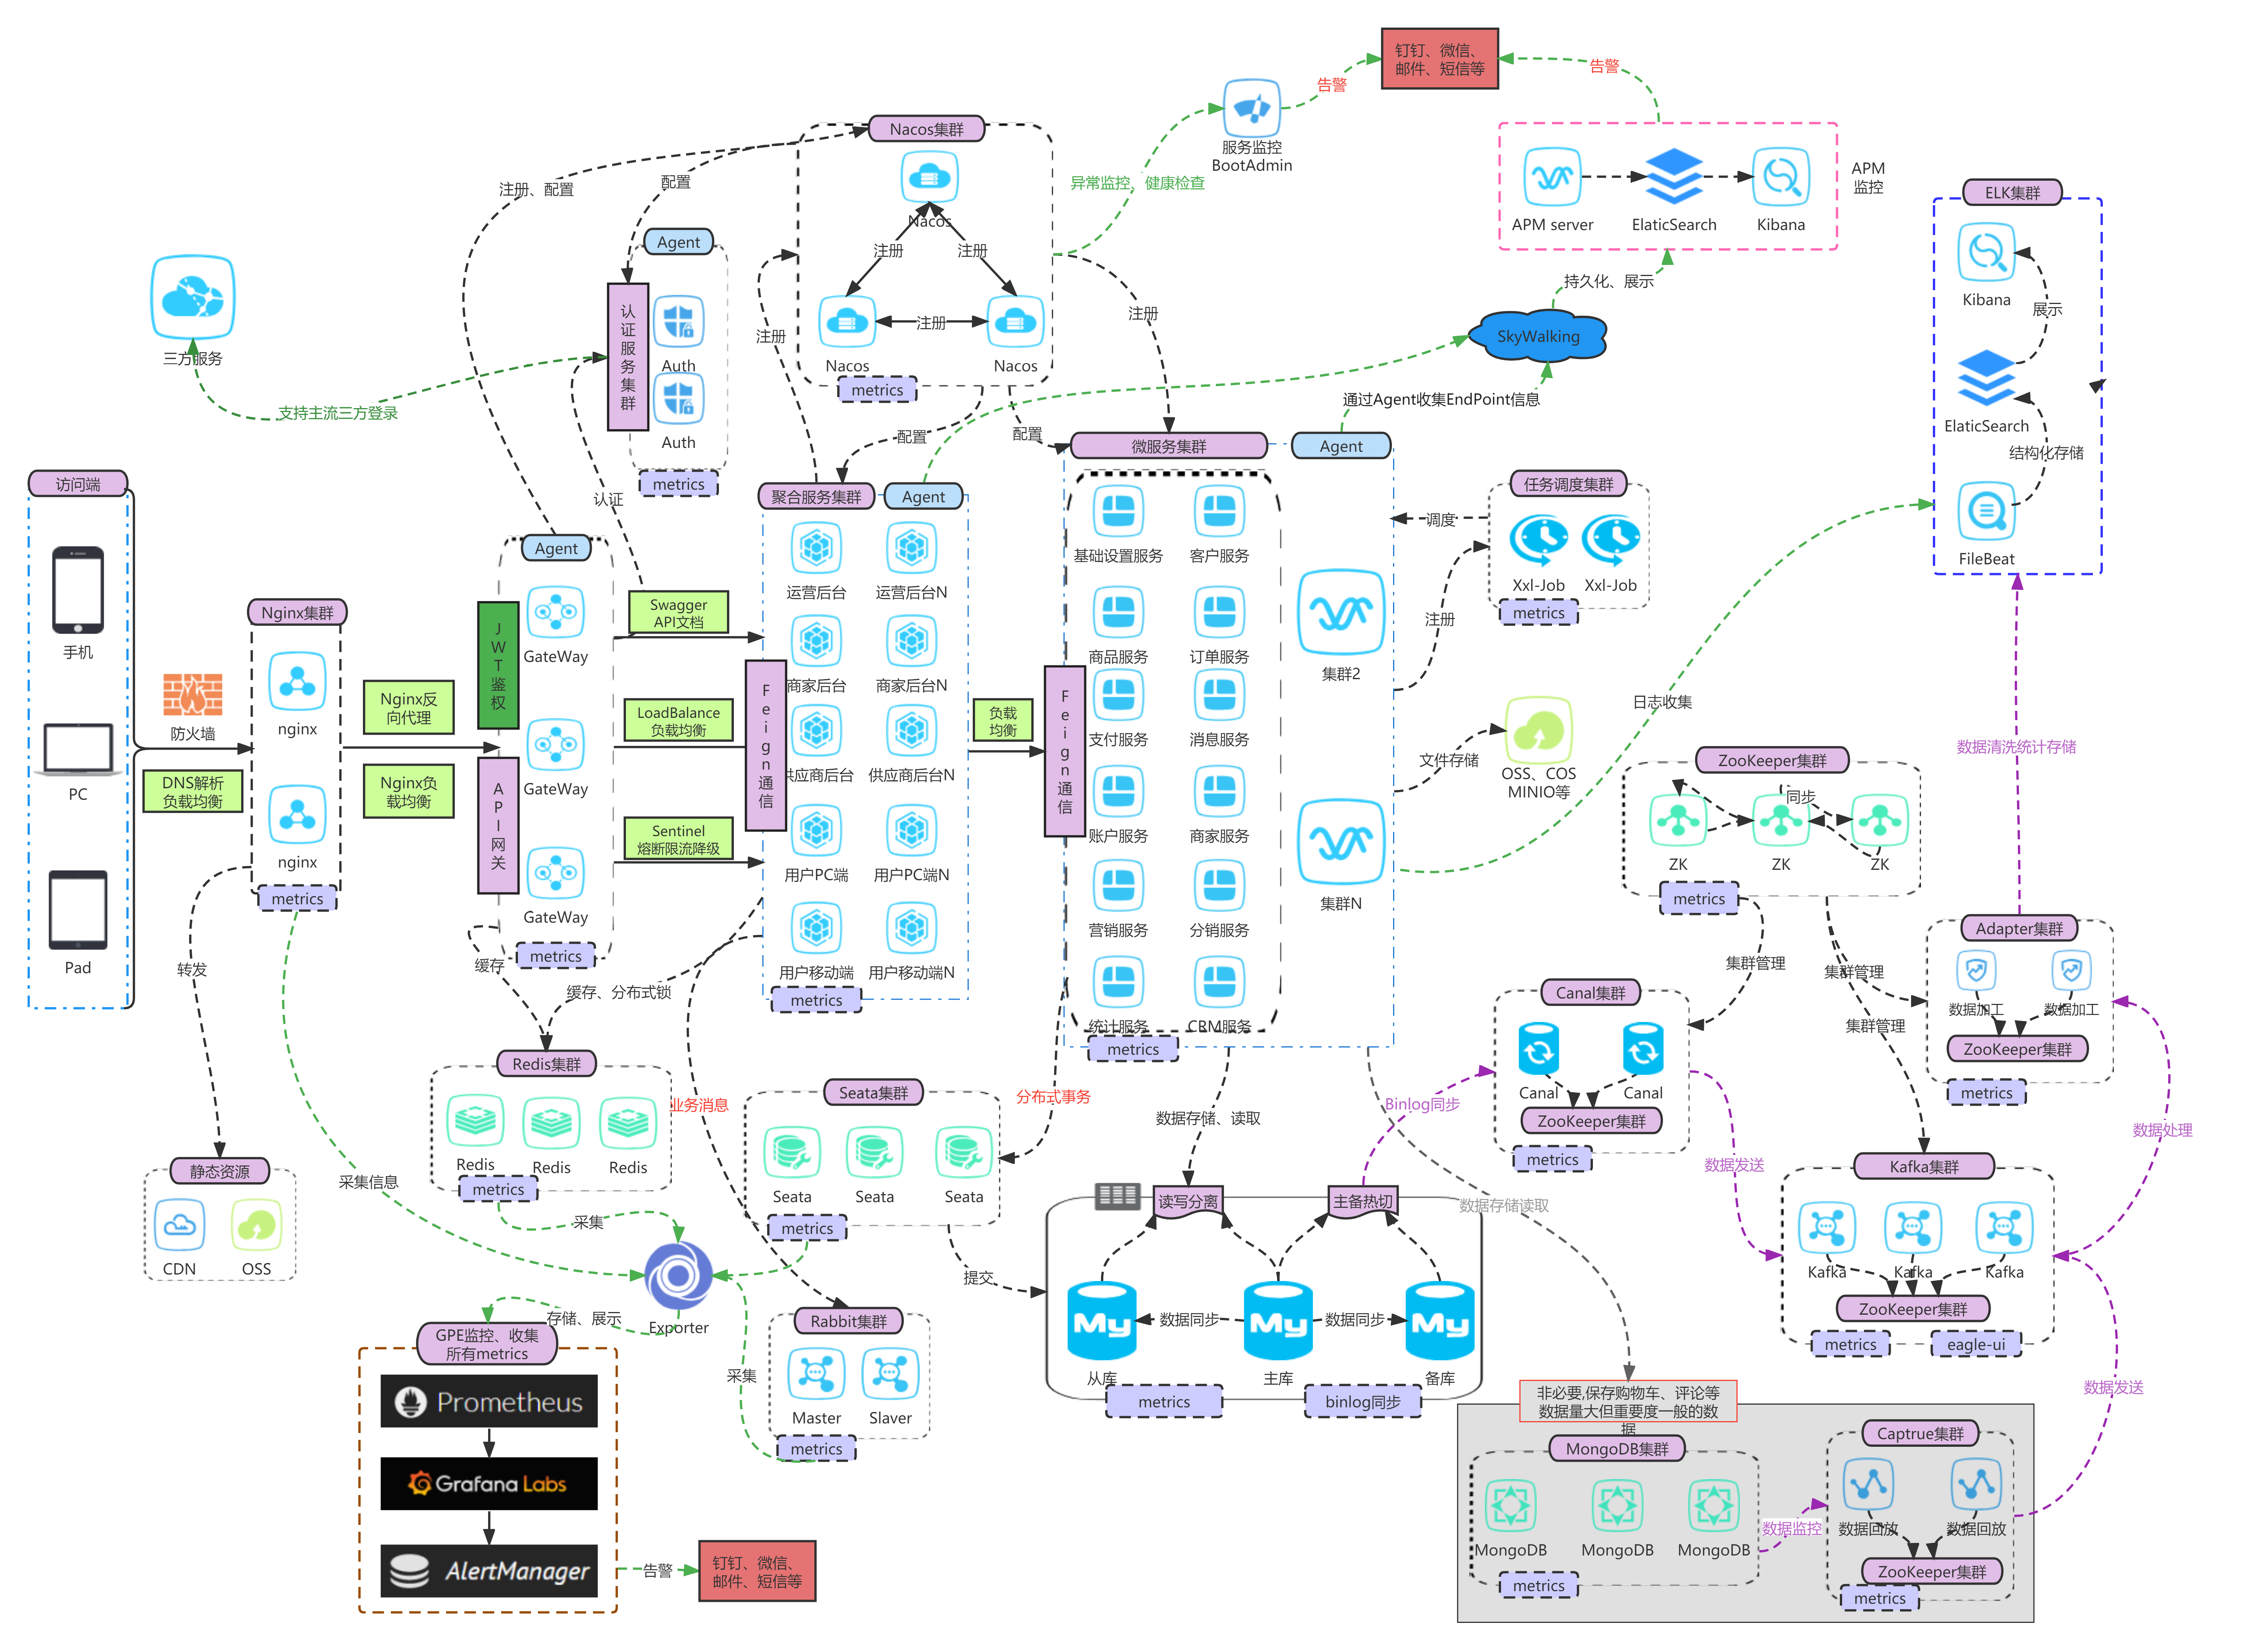 钉钉、微信、
邮件、短信等
告警
告警
服务监控
BootAdmin
异常监控、健康检查
APM server
ElaticSearch
Kibana
APM
监控
Nacos集群
Nacos
注册
注册
注册
Nacos
Nacos
metrics
注册、配置
配置
Agent
认证服务集群
Auth
Auth
metrics
三方服务
支持主流三方登录
认证
注册
注册
配置
配置
持久化、展示
SkyWalking
通过Agent收集EndPoint信息
ELK集群
Kibana
展示
ElaticSearch
结构化存储
FileBeat
访问端
手机
PC
Pad
防火墙
DNS解析
负载均衡
Nginx集群
nginx
nginx
metrics
Nginx反
向代理
Nginx负
载均衡
Agent
JWT鉴权
API网关
GateWay
GateWay
GateWay
metrics
Swagger
API文档
LoadBalance
负载均衡
Sentinel
熔断限流降级
聚合服务集群
Agent
Feign通信
运营后台
运营后台N
商家后台
商家后台N
供应商后台
供应商后台N
用户PC端
用户PC端N
用户移动端
用户移动端N
metrics
负载
均衡
Feign通信
微服务集群
Agent
基础设置服务
客户服务
商品服务
订单服务
支付服务
消息服务
账户服务
商家服务
营销服务
分销服务
统计服务
CRM服务
metrics
集群2
集群N
调度
注册
任务调度集群
Xxl-Job
Xxl-Job
metrics
文件存储
OSS、COS
MINIO等
日志收集
数据清洗统计存储
ZooKeeper集群
同步
ZK
ZK
ZK
metrics
集群管理
集群管理
集群管理
Adapter集群
数据加工
数据加工
ZooKeeper集群
metrics
数据处理
转发
静态资源
CDN
OSS
采集信息
缓存
缓存、分布式锁
Redis集群
Redis
Redis
Redis
metrics
采集
业务消息
Seata集群
Seata
Seata
Seata
metrics
分布式事务
提交
数据存储、读取
Binlog同步
Canal集群
Canal
Canal
ZooKeeper集群
metrics
数据发送
数据存储读取
Kafka集群
Kafka
Kafka
Kafka
ZooKeeper集群
metrics
eagle-ui
数据发送
读写分离
主备热切
数据同步
数据同步
从库
主库
备库
metrics
binlog同步
Exporter
存储、展示
GPE监控、收集
所有metrics
Prometheus
Grafana Labs
AlertManager
告警
钉钉、微信、
邮件、短信等
采集
Rabbit集群
Master
Slaver
metrics
非必要,保存购物车、评论等
数据量大但重要度一般的数
据
MongoDB集群
MongoDB
MongoDB
MongoDB
metrics
数据监控
Captrue集群
数据回放
数据回放
ZooKeeper集群
metrics